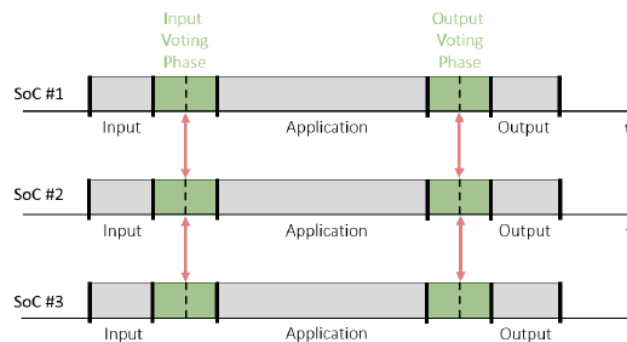 Input
Voting
Phase
Output
Voting
Phase
SoC #1
Input
Application
Output
SoC #2
Input
Application
Output
SoC #3
Input
Application
Output